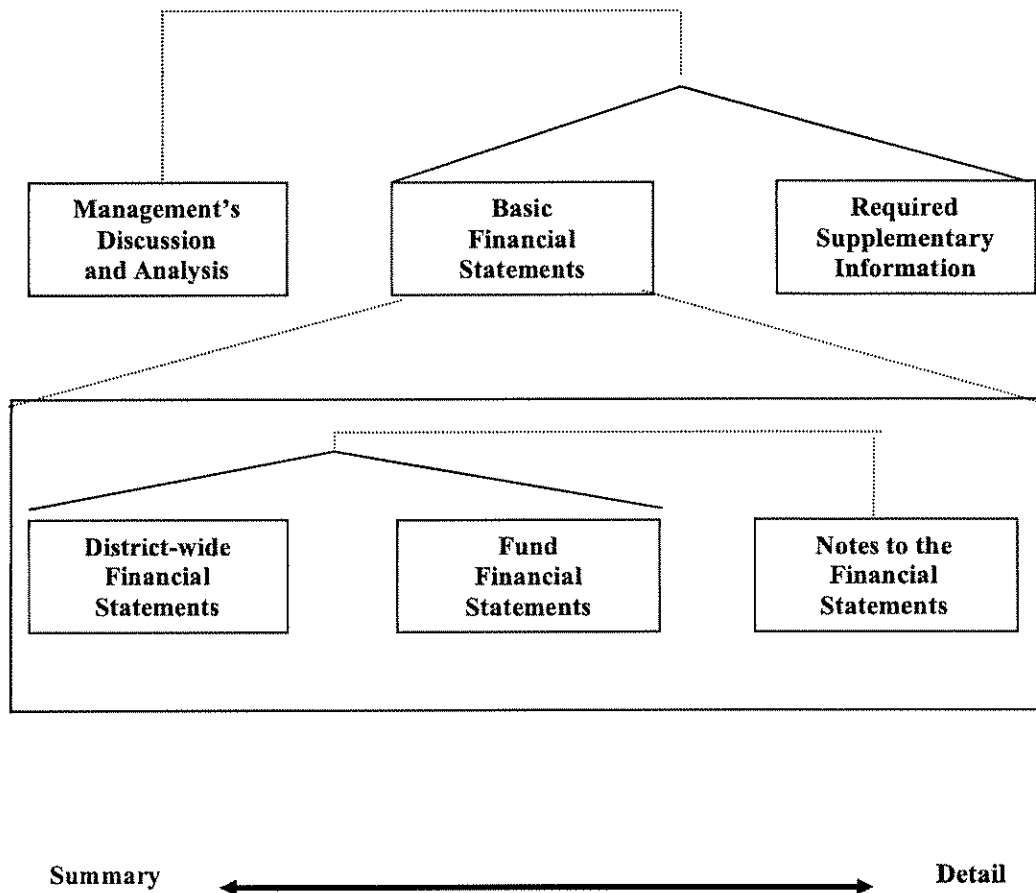 Management's
Discussion
and Analysis
Basic
Financial
Statements
Required
Supplementary
Information
District-wide
Financial
Statements
Fund
Financial
Statements
Notes to the
Financial
Statements
Summary
Detail